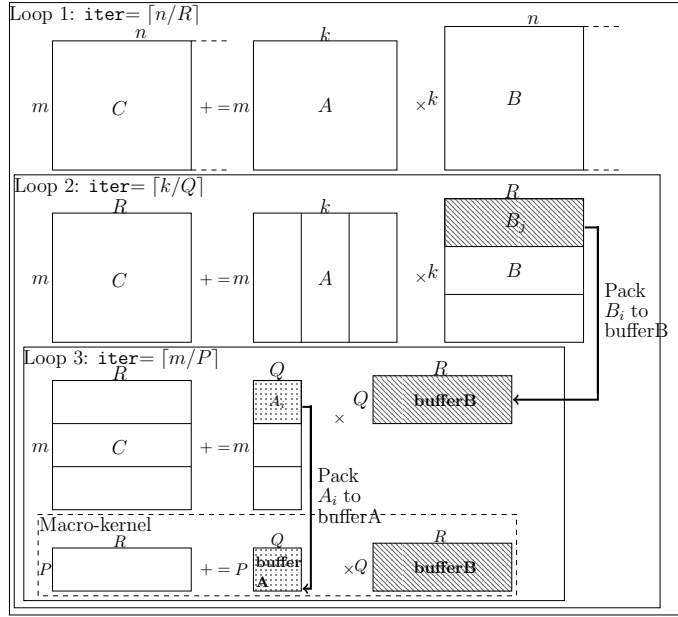 Loop 1: iter= ⌈n/R⌉
n
k
n
m
C
+ = m
A
×k
B
Loop 2: iter= ⌈k/Q⌉
R
k
R
B_j
m
C
+ = m
A
×k
B
Pack
B_i to
bufferB
Loop 3: iter= ⌈m/P⌉
R
Q
R
A_i
×
Q
bufferB
m
C
+ = m
Pack
A_i to
bufferA
Macro-kernel
R
Q
R
P
+ = P
buffer
A
×Q
bufferB